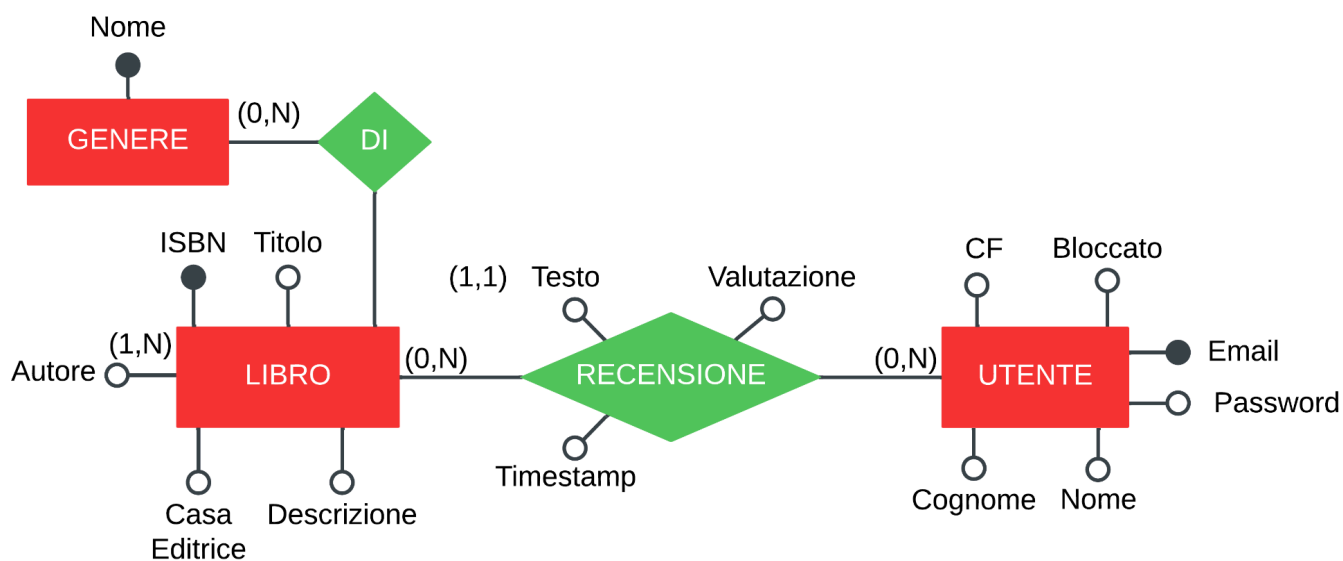 Nome
(0,N)
GENERE
DI
ISBN
Titolo
CF
Bloccato
(1,1)
Testo
Valutazione
(1,N)
Autore
LIBRO
(0,N)
RECENSIONE
(0,N)
UTENTE
Email
Password
Timestamp
Cognome
Nome
Casa
Editrice
Descrizione